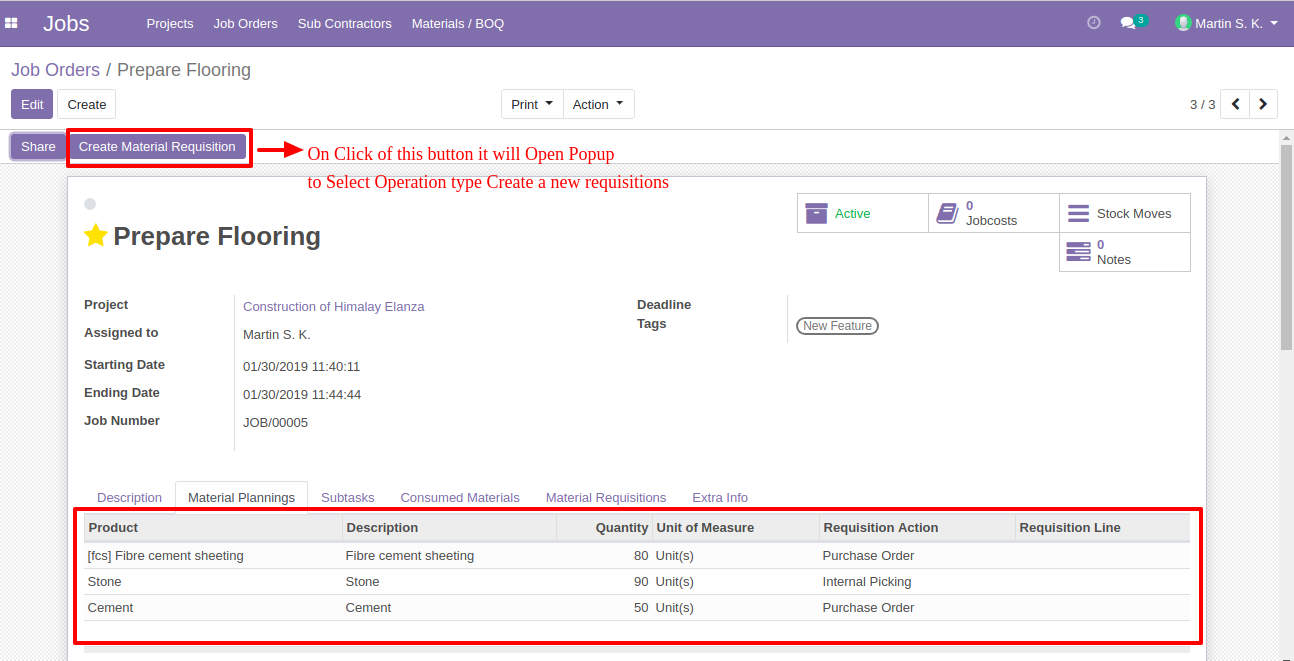 Jobs Projects Job Orders Sub Contractors Materials / BOQ 3 Martin S. K.
Job Orders / Prepare Flooring
Edit Create Print Action 3 / 3
Share Create Material Requisition
On Click of this button it will Open Popup
to Select Operation type Create a new requisitions
Active 0 Jobcosts Stock Moves
0 Notes
Prepare Flooring
Project Construction of Himalay Elanza Deadline
Assigned to Martin S. K. Tags New Feature
Starting Date 01/30/2019 11:40:11
Ending Date 01/30/2019 11:44:44
Job Number JOB/00005
Description Material Plannings Subtasks Consumed Materials Material Requisitions Extra Info
Product Description Quantity Unit of Measure Requisition Action Requisition Line
[fcs] Fibre cement sheeting Fibre cement sheeting 80 Unit(s) Purchase Order
Stone Stone 90 Unit(s) Internal Picking
Cement Cement 50 Unit(s) Purchase Order